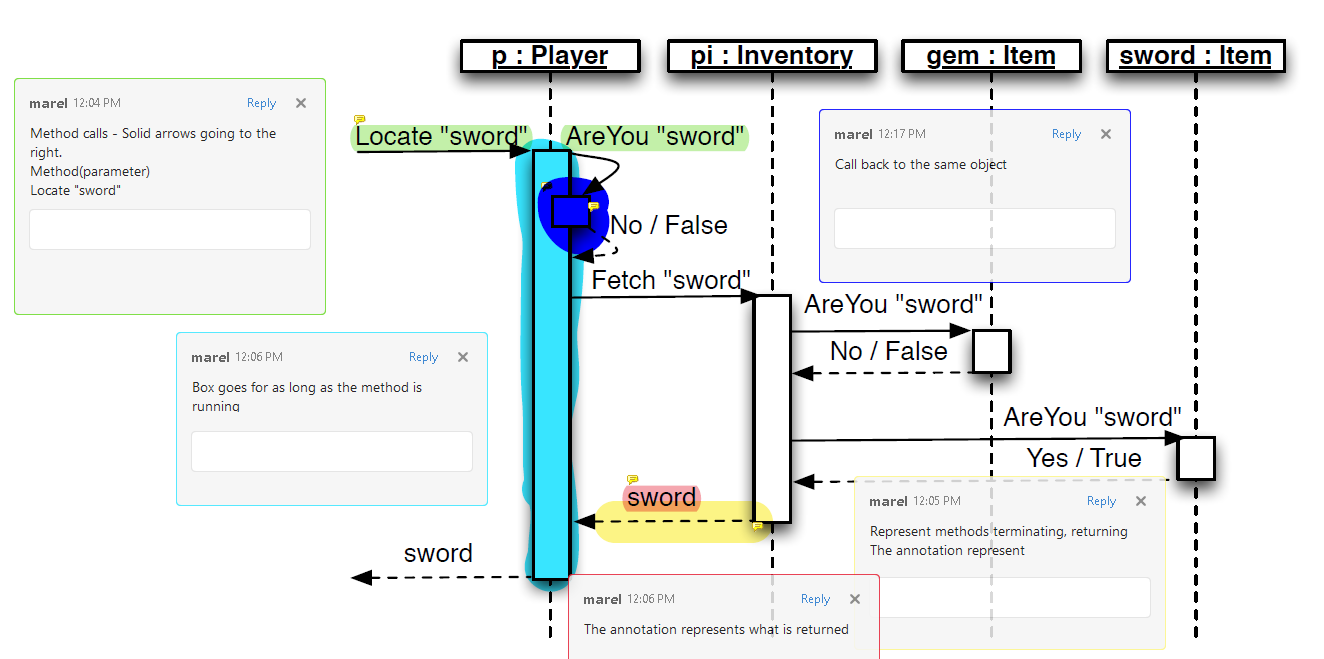 p : Player
pi : Inventory
gem : Item
sword : Item
marel 12:04 PM Reply
Method calls - Solid arrows going to the
right.
Method(parameter)
Locate "sword"
Locate "sword"
AreYou "sword"
marel 12:17 PM Reply
Call back to the same object
No / False
Fetch "sword"
AreYou "sword"
No / False
marel 12:06 PM Reply
Box goes for as long as the method is
running
AreYou "sword"
Yes / True
sword
marel 12:05 PM Reply
Represent methods terminating, returning
The annotation represent
sword
marel 12:06 PM Reply
The annotation represents what is returned